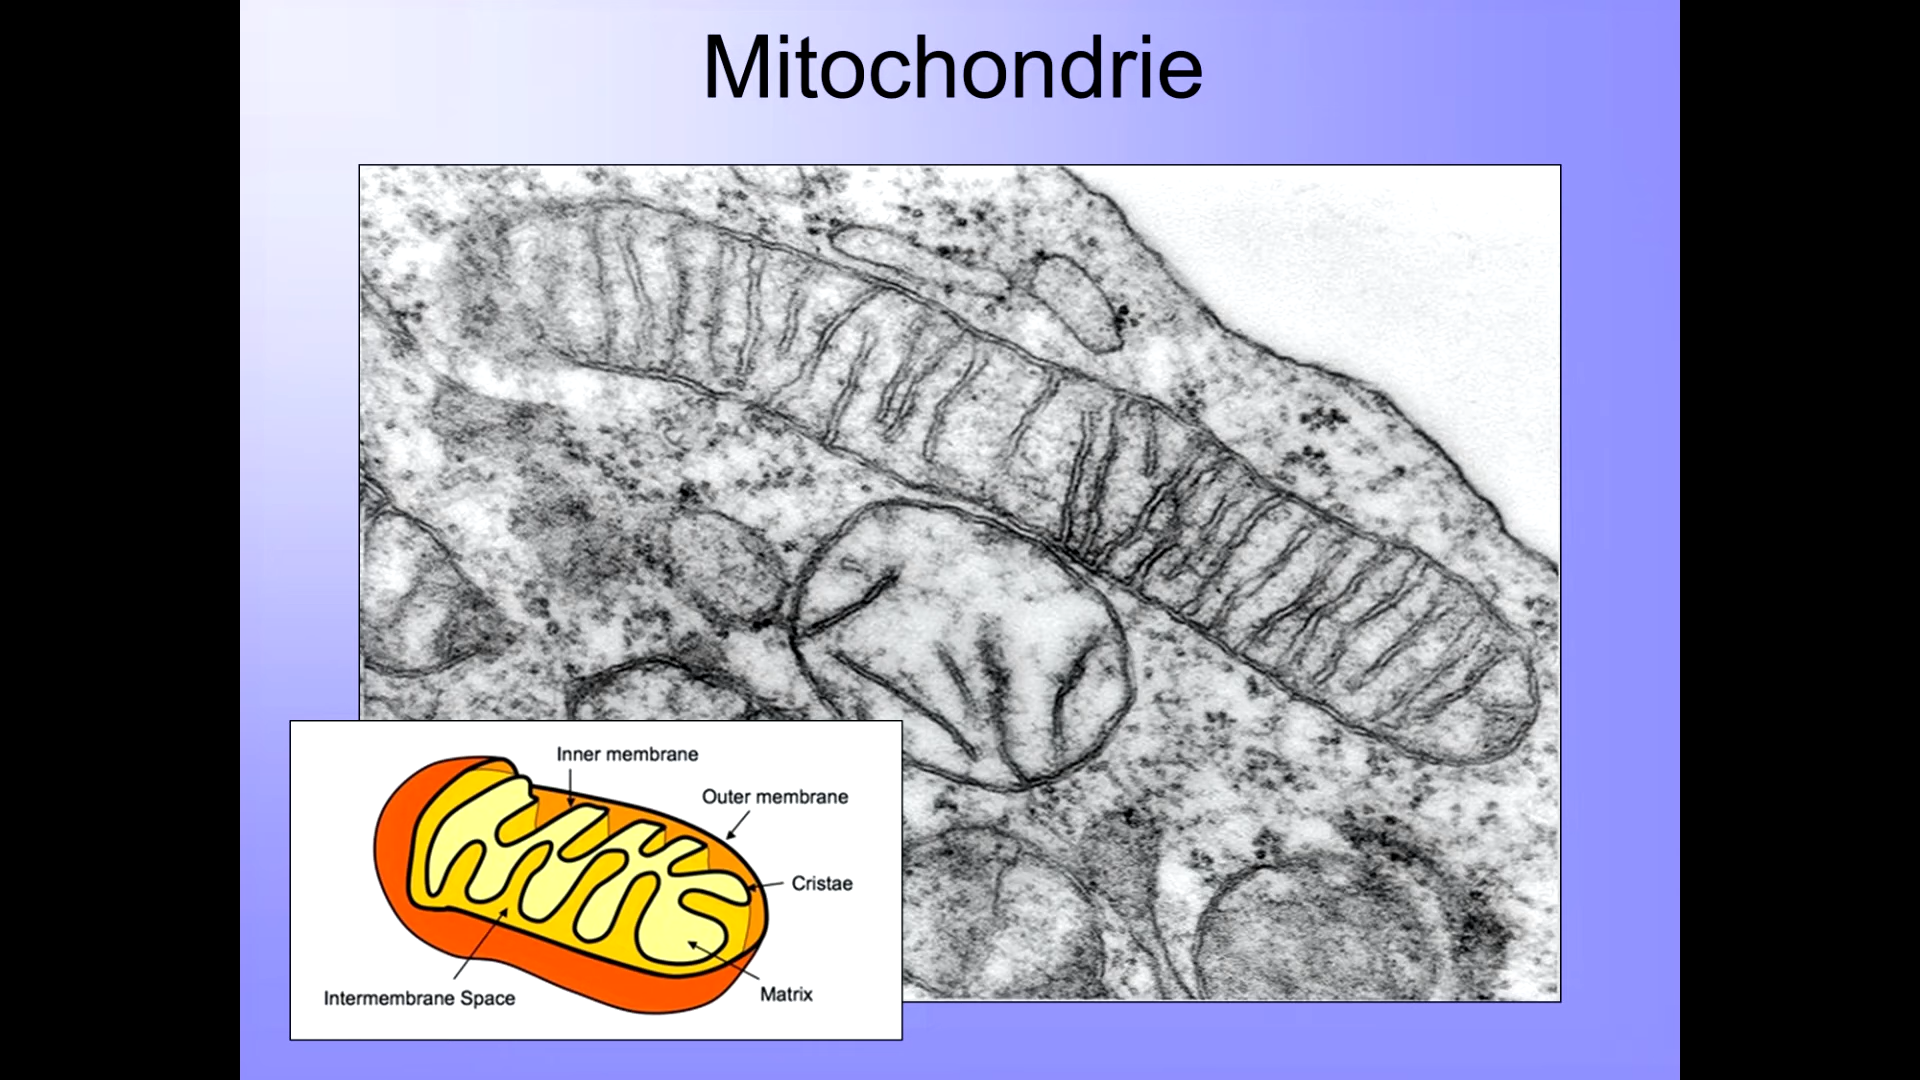 Mitochondrie
Inner membrane
Outer membrane
Cristae
Intermembrane Space
Matrix